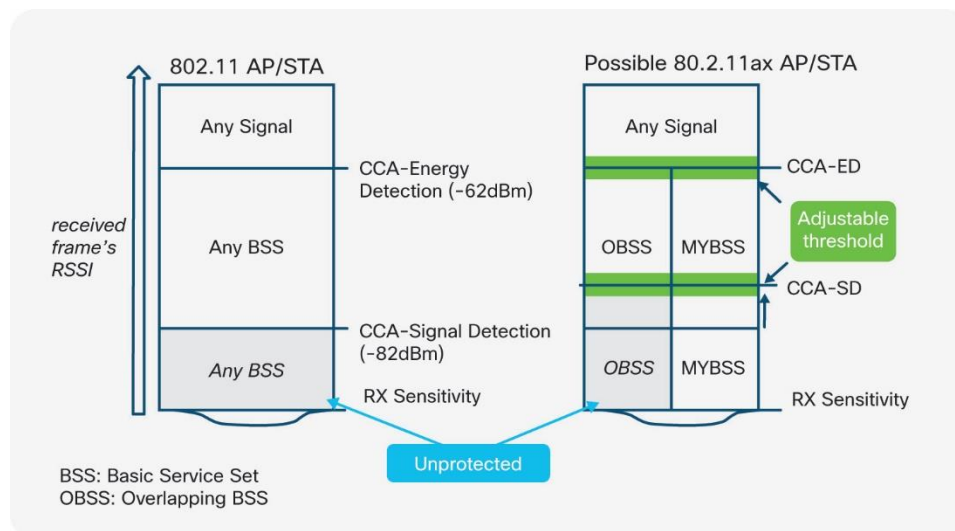 802.11 AP/STA
Any Signal
CCA-Energy
Detection (-62dBm)
received
frame's
RSSI
Any BSS
CCA-Signal Detection
(-82dBm)
Any BSS
RX Sensitivity
Possible 80.2.11ax AP/STA
Any Signal
CCA-ED
Adjustable
threshold
OBSS
MYBSS
CCA-SD
OBSS
MYBSS
RX Sensitivity
Unprotected
BSS: Basic Service Set
OBSS: Overlapping BSS